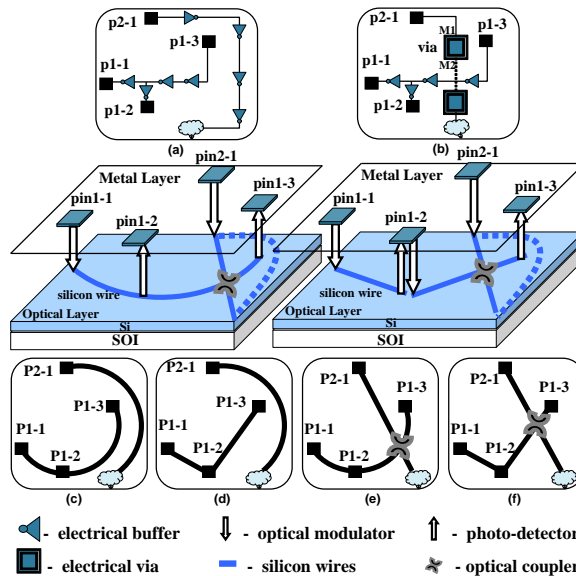 p2-1
p1-3
p1-1
p1-2
(a)
p2-1
M1
p1-3
via
p1-1
M2
p1-2
(b)
pin2-1
Metal Layer
pin1-3
pin1-1
pin1-2
silicon wire
Optical Layer
Si
SOI
pin2-1
Metal Layer
pin1-3
pin1-1
pin1-2
silicon wire
Optical Layer
Si
SOI
P2-1
P1-3
P1-1
P1-2
(c)
P2-1
P1-3
P1-1
P1-2
(d)
P2-1
P1-3
P1-1
P1-2
(e)
P2-1
P1-3
P1-1
P1-2
(f)
- electrical buffer
- optical modulator
- photo-detector
- electrical via
- silicon wires
- optical coupler